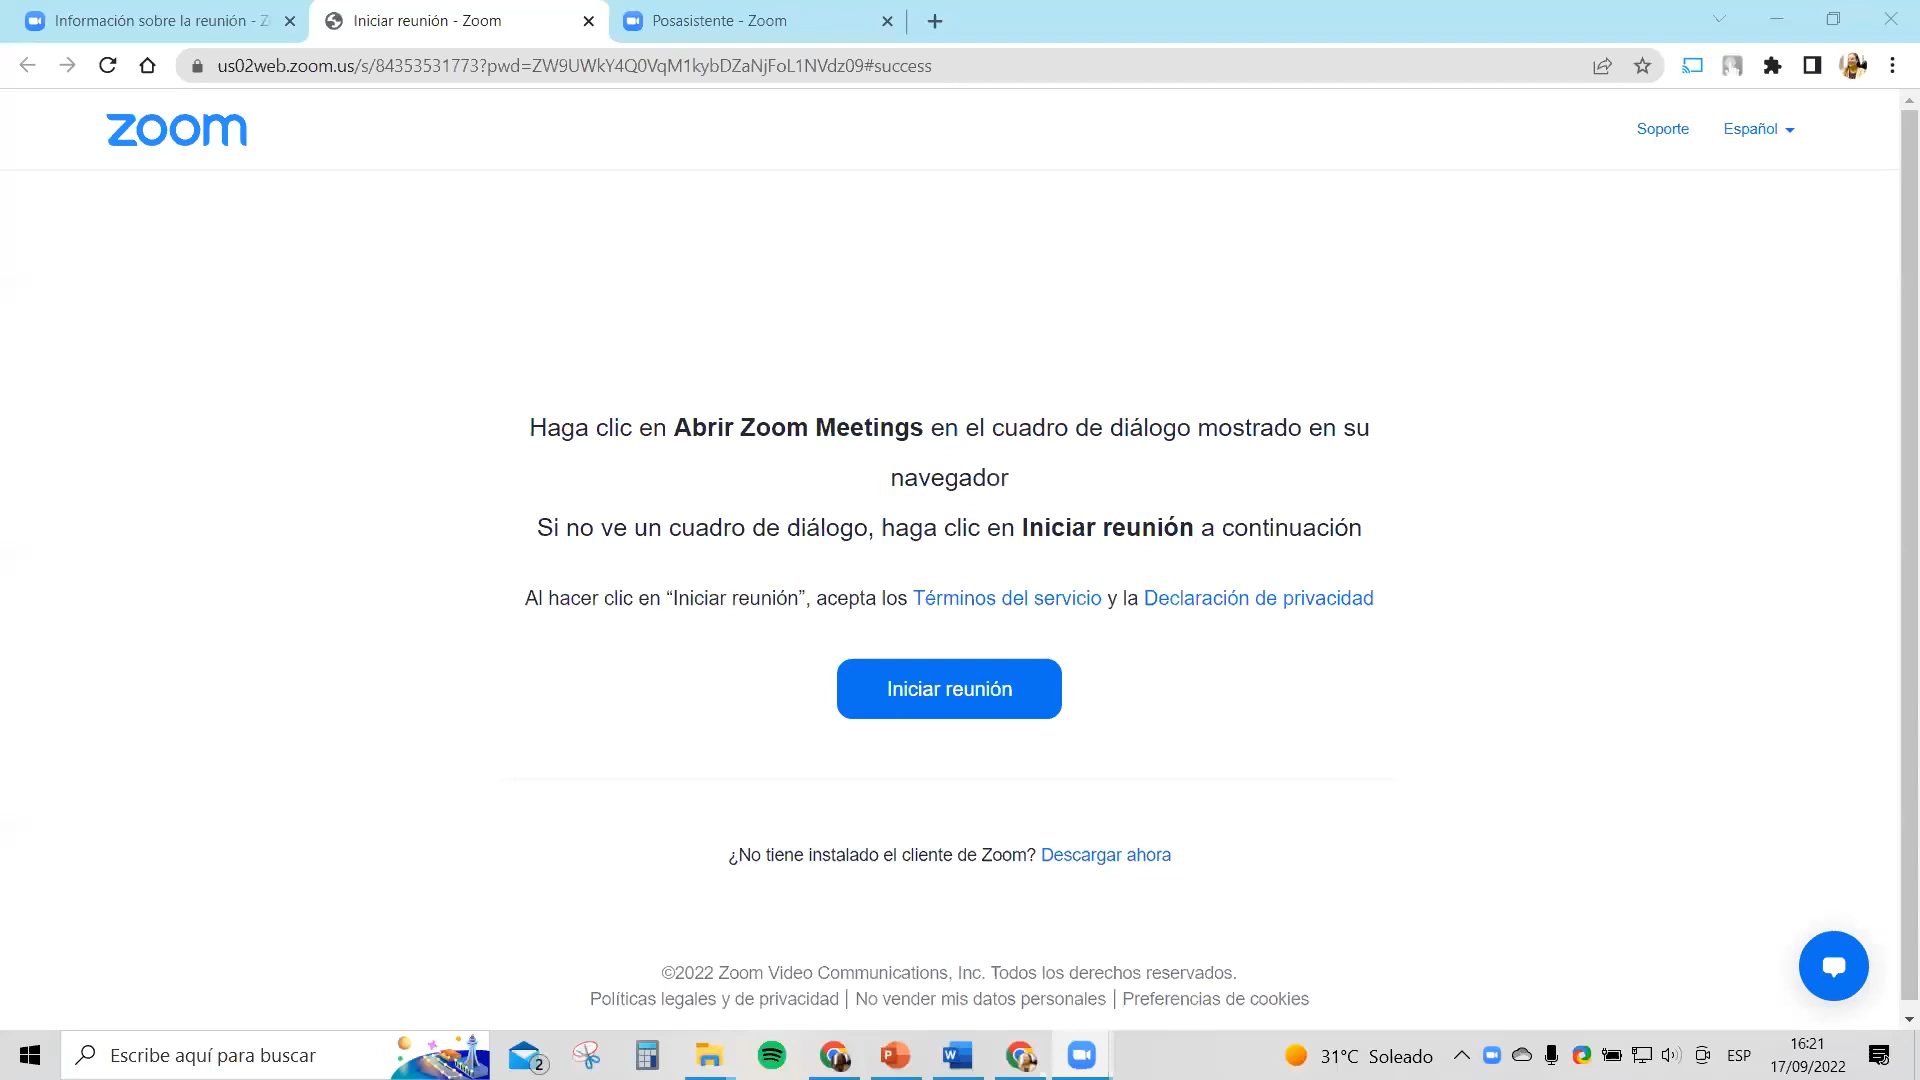 Información sobre la reunión - Z
Iniciar reunión - Zoom
Posasistente - Zoom
us02web.zoom.us/s/84353531773?pwd=ZW9UWkY4Q0VqM1kybDZaNjFoL1NVdz09#success
zoom
Soporte
Español
Haga clic en Abrir Zoom Meetings en el cuadro de diálogo mostrado en su
navegador
Si no ve un cuadro de diálogo, haga clic en Iniciar reunión a continuación
Al hacer clic en “Iniciar reunión”, acepta los Términos del servicio y la Declaración de privacidad
Iniciar reunión
¿No tiene instalado el cliente de Zoom? Descargar ahora
©2022 Zoom Video Communications, Inc. Todos los derechos reservados.
Políticas legales y de privacidad | No vender mis datos personales | Preferencias de cookies
Escribe aquí para buscar
2
P
W
31°C Soleado
ESP
16:21
17/09/2022